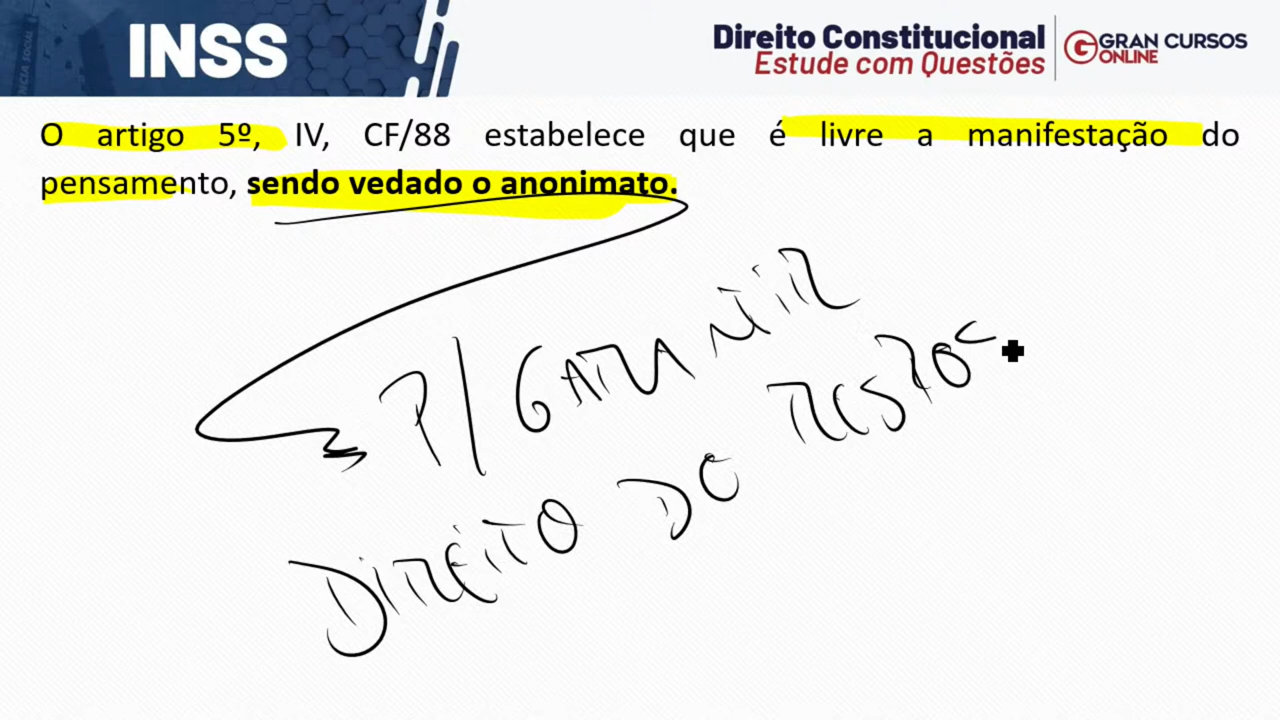 INSS
Direito Constitucional
Estude com Questões
GRAN CURSOS
ONLINE
O artigo 5º, IV, CF/88 estabelece que é livre a manifestação do
pensamento, sendo vedado o anonimato.
P/ GARANTIR
DIREITO DO